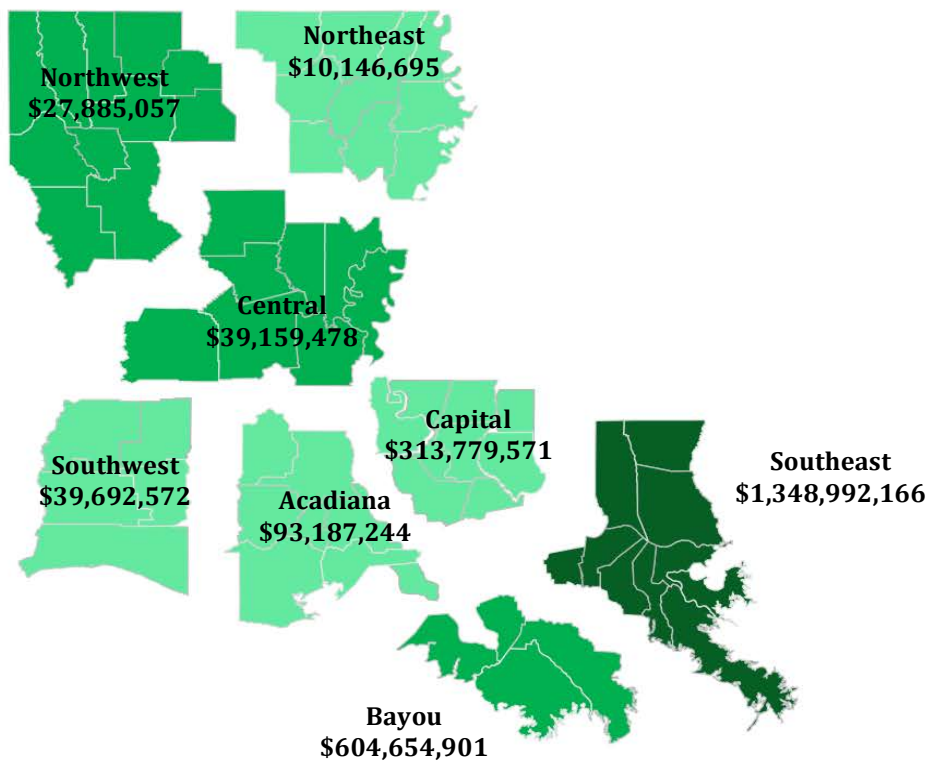 Northeast
$10,146,695
Northwest
$27,885,057
Central
$39,159,478
Capital
$313,779,571
Southwest
$39,692,572
Acadiana
$93,187,244
Southeast
$1,348,992,166
Bayou
$604,654,901